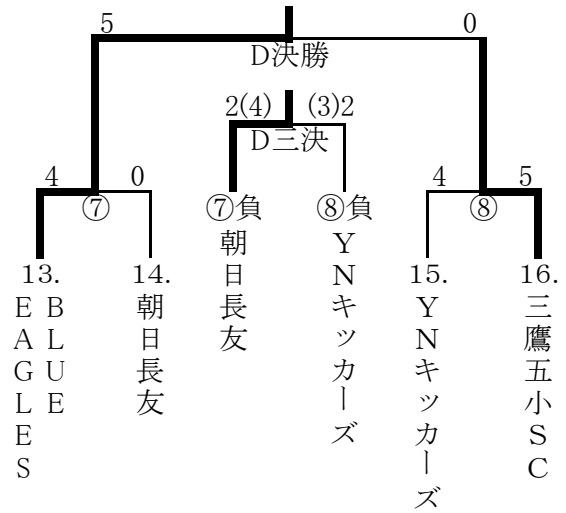 5
0
D決勝
2(4)
(3)2
D三決
4
0
4
5
⑦
⑦負
⑧負
⑧
朝日長友
YNキッカーズ
13.
14.
15.
16.
BLUE
EAGLES
朝日長友
YNキッカーズ
三鷹五小SC